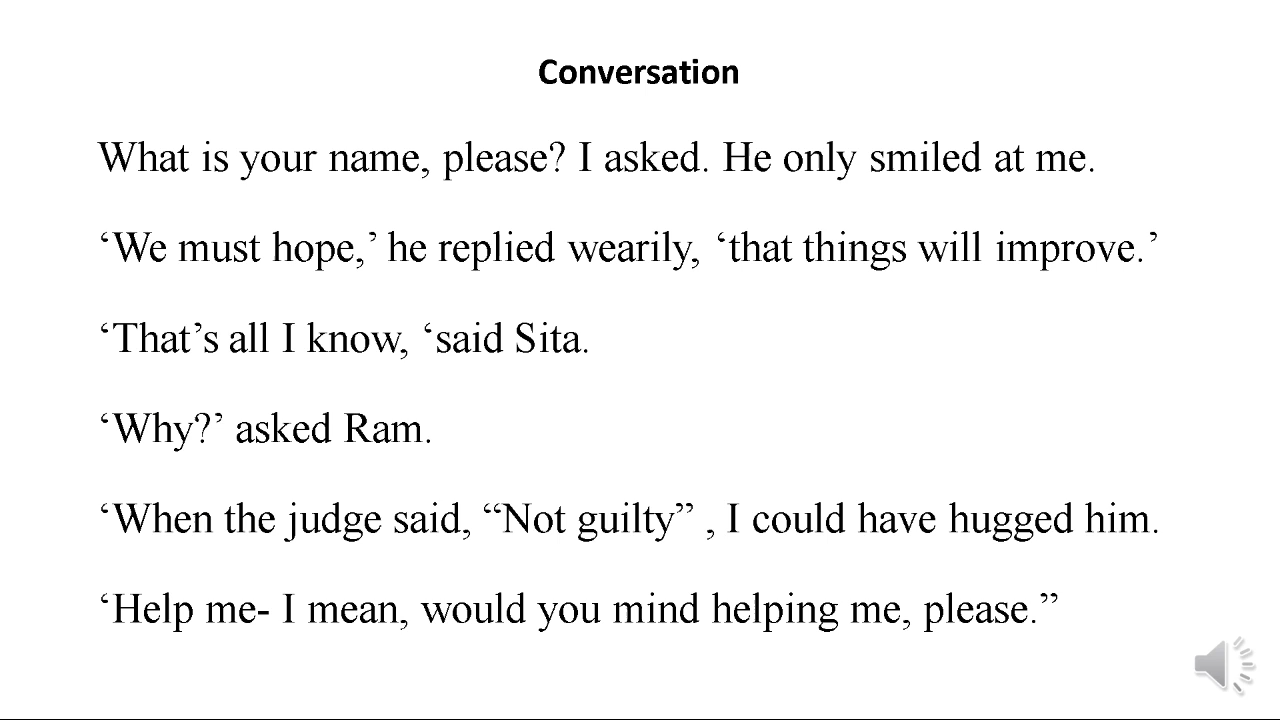 Conversation
What is your name, please? I asked. He only smiled at me.
‘We must hope,’ he replied wearily, ‘that things will improve.’
‘That’s all I know, ‘said Sita.
‘Why?’ asked Ram.
‘When the judge said, “Not guilty” , I could have hugged him.
‘Help me- I mean, would you mind helping me, please.”